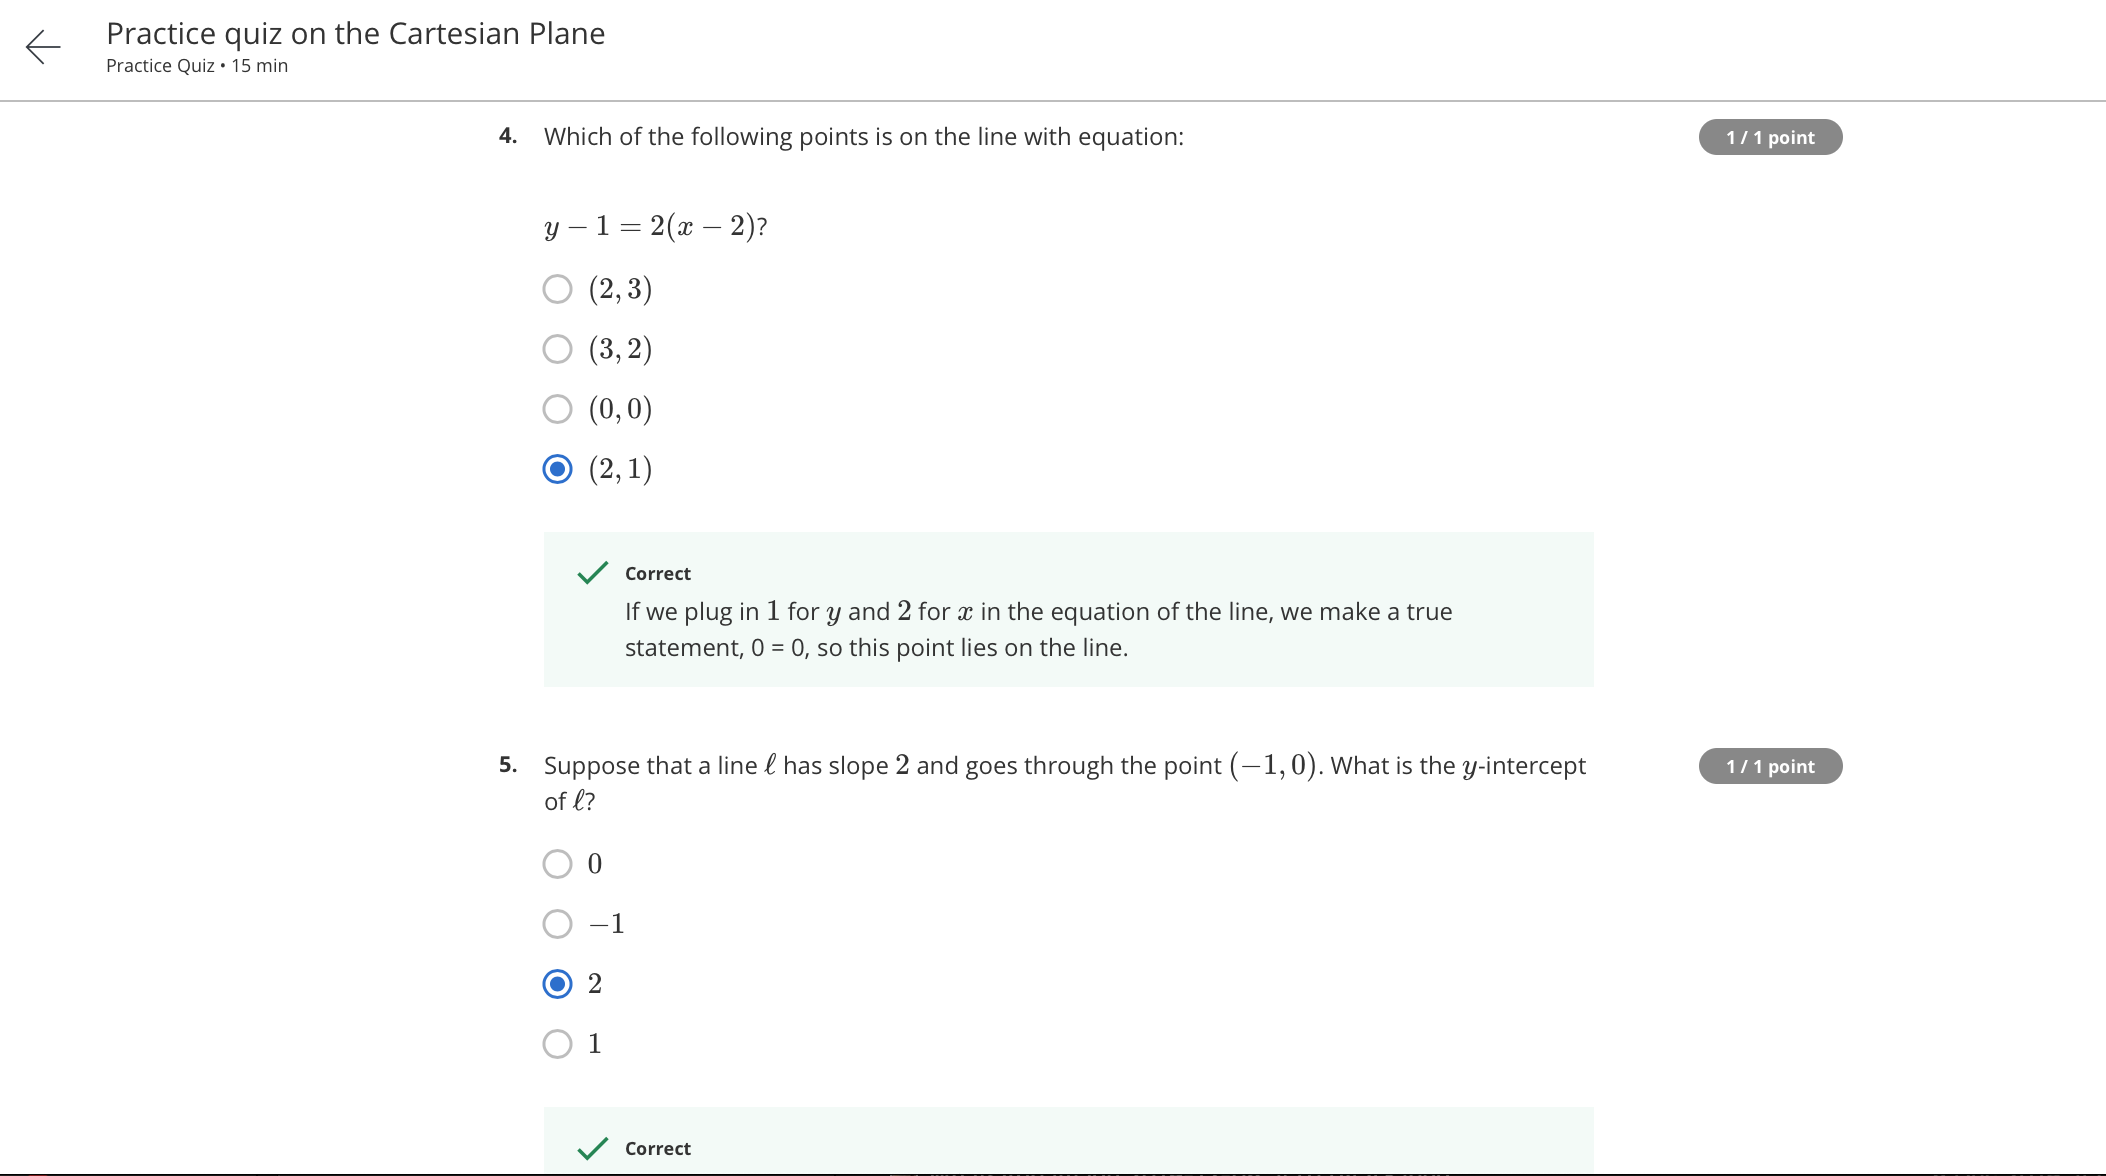 Practice quiz on the Cartesian Plane
Practice Quiz • 15 min
4. Which of the following points is on the line with equation:
1 / 1 point
y − 1 = 2(x − 2)?
(2, 3)
(3, 2)
(0, 0)
(2, 1)
Correct
If we plug in 1 for y and 2 for x in the equation of the line, we make a true
statement, 0 = 0, so this point lies on the line.
5. Suppose that a line ℓ has slope 2 and goes through the point (−1, 0). What is the y-intercept
of ℓ?
1 / 1 point
0
−1
2
1
Correct